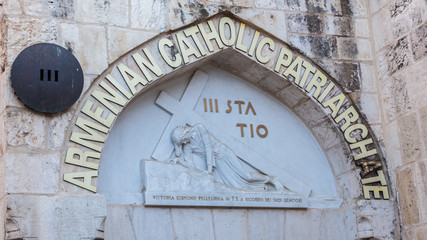 ARMENIAN CATHOLIC PATRIARCHATE
III
III STA
TIO